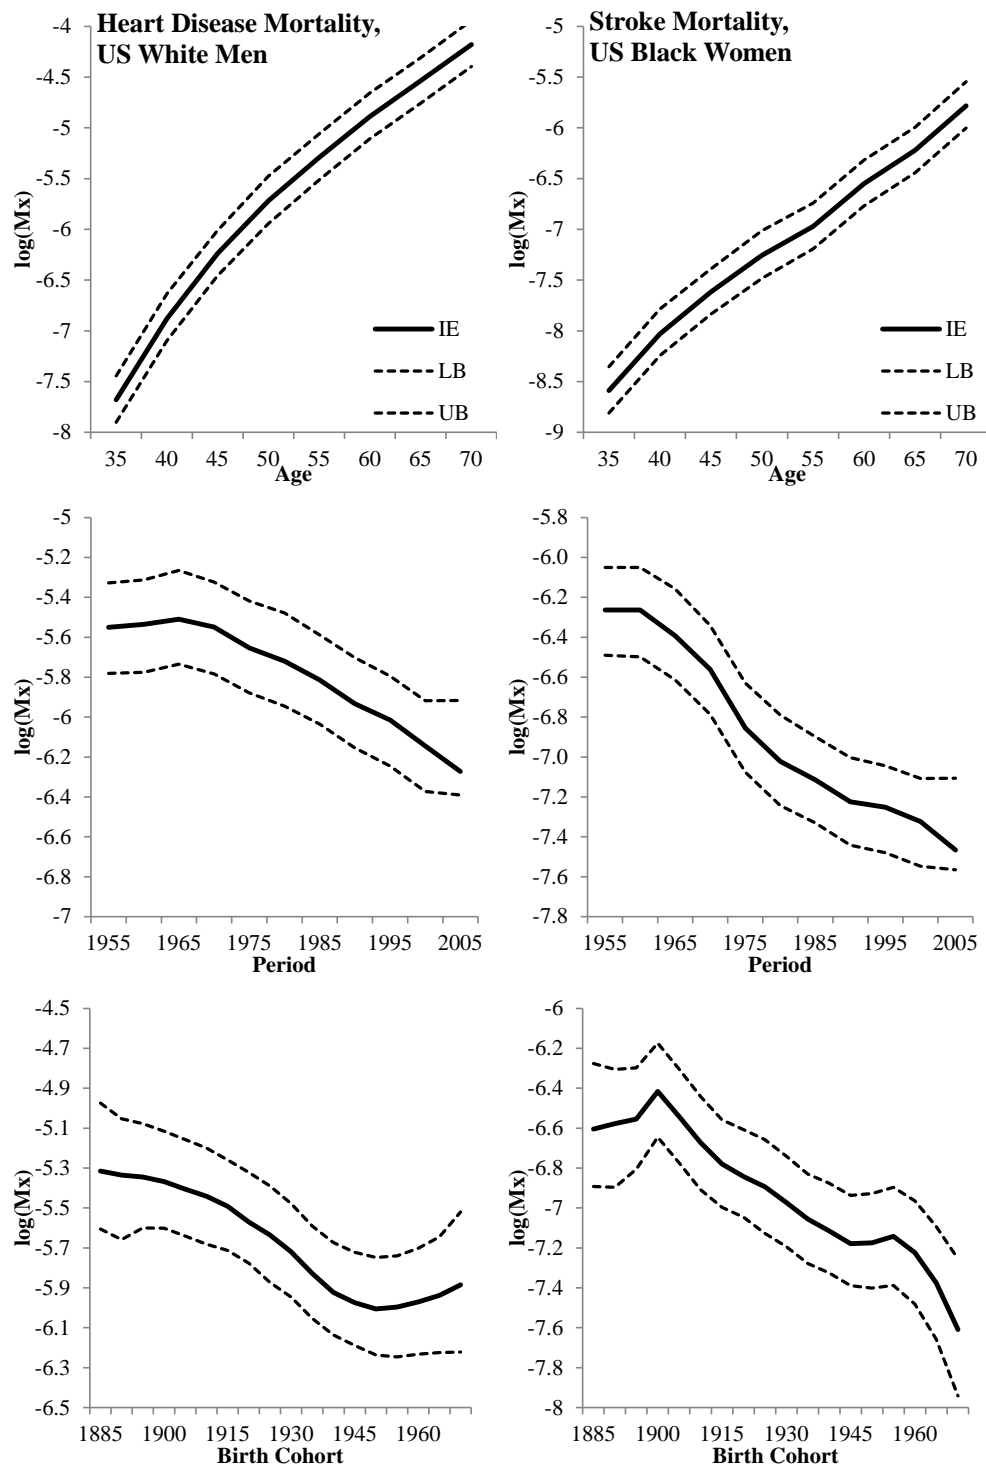 Heart Disease Mortality,
US White Men
-4
-4.5
-5
-5.5
-6
-6.5
-7
-7.5
-8
log(Mx)
IE
LB
UB
35 40 45 50 55 60 65 70
Age
Stroke Mortality,
US Black Women
-5
-5.5
-6
-6.5
-7
-7.5
-8
-8.5
-9
log(Mx)
IE
LB
UB
35 40 45 50 55 60 65 70
Age
-5
-5.2
-5.4
-5.6
-5.8
-6
-6.2
-6.4
-6.6
-6.8
-7
log(Mx)
1955 1965 1975 1985 1995 2005
Period
-5.8
-6.0
-6.2
-6.4
-6.6
-6.8
-7.0
-7.2
-7.4
-7.6
-7.8
log(Mx)
1955 1965 1975 1985 1995 2005
Period
-4.5
-4.7
-4.9
-5.1
-5.3
-5.5
-5.7
-5.9
-6.1
-6.3
-6.5
log(Mx)
1885 1900 1915 1930 1945 1960
Birth Cohort
-6
-6.2
-6.4
-6.6
-6.8
-7
-7.2
-7.4
-7.6
-7.8
-8
log(Mx)
1885 1900 1915 1930 1945 1960
Birth Cohort